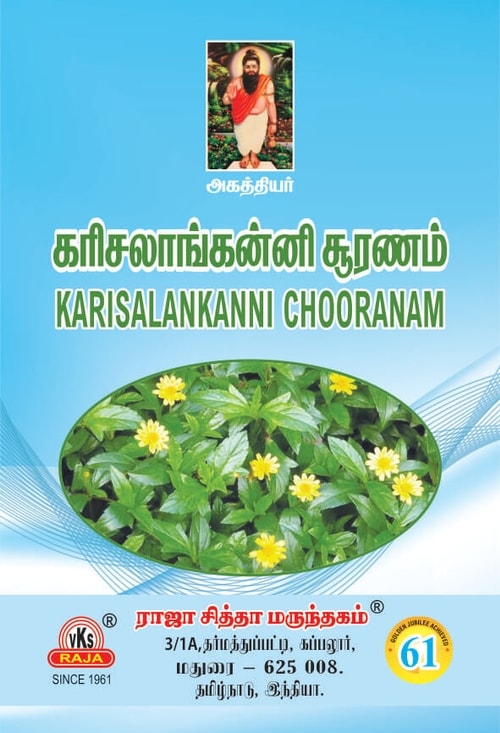 அகத்தியர்
கரிசலாங்கன்னி சூரணம்
KARISALANKANNI CHOORANAM
ராஜா சித்தா மருந்தகம்®
3/1A,தர்மத்துப்பட்டி, கப்பலூர்,
மதுரை – 625 008.
தமிழ்நாடு, இந்தியா.
VKS ®
RAJA
SINCE 1961
GOLDEN JUBILEE ACHIEVED
61